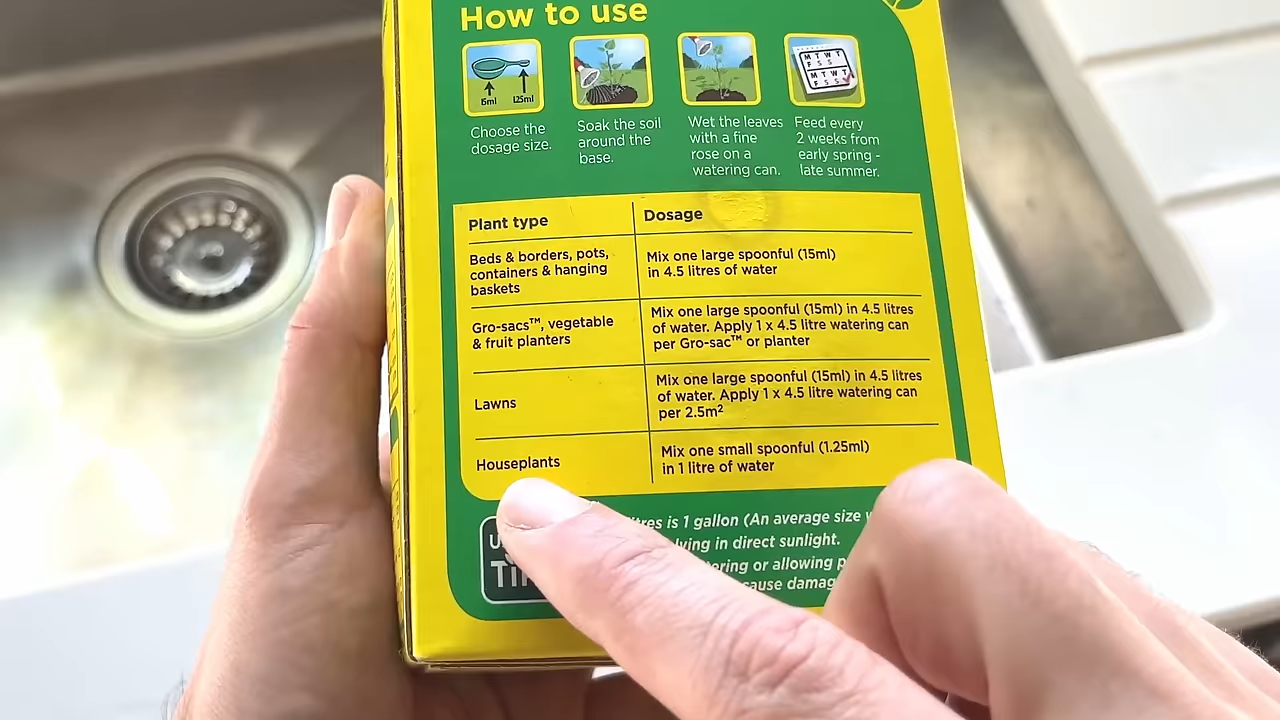 How to use
15ml 1.25ml
Choose the
dosage size.
Soak the soil
around the
base.
Wet the leaves
with a fine
rose on a
watering can.
M T W T
F S S
M T W T
F S S
Feed every
2 weeks from
early spring -
late summer.
Plant type
Dosage
Beds & borders, pots,
containers & hanging
baskets
Mix one large spoonful (15ml)
in 4.5 litres of water
Gro-sacs™, vegetable
& fruit planters
Mix one large spoonful (15ml) in 4.5 litres
of water. Apply 1 x 4.5 litre watering can
per Gro-sac™ or planter
Lawns
Mix one large spoonful (15ml) in 4.5 litres
of water. Apply 1 x 4.5 litre watering can
per 2.5m²
Houseplants
Mix one small spoonful (1.25ml)
in 1 litre of water
is 1 gallon (An average size
in direct sunlight.
or allowing
damag